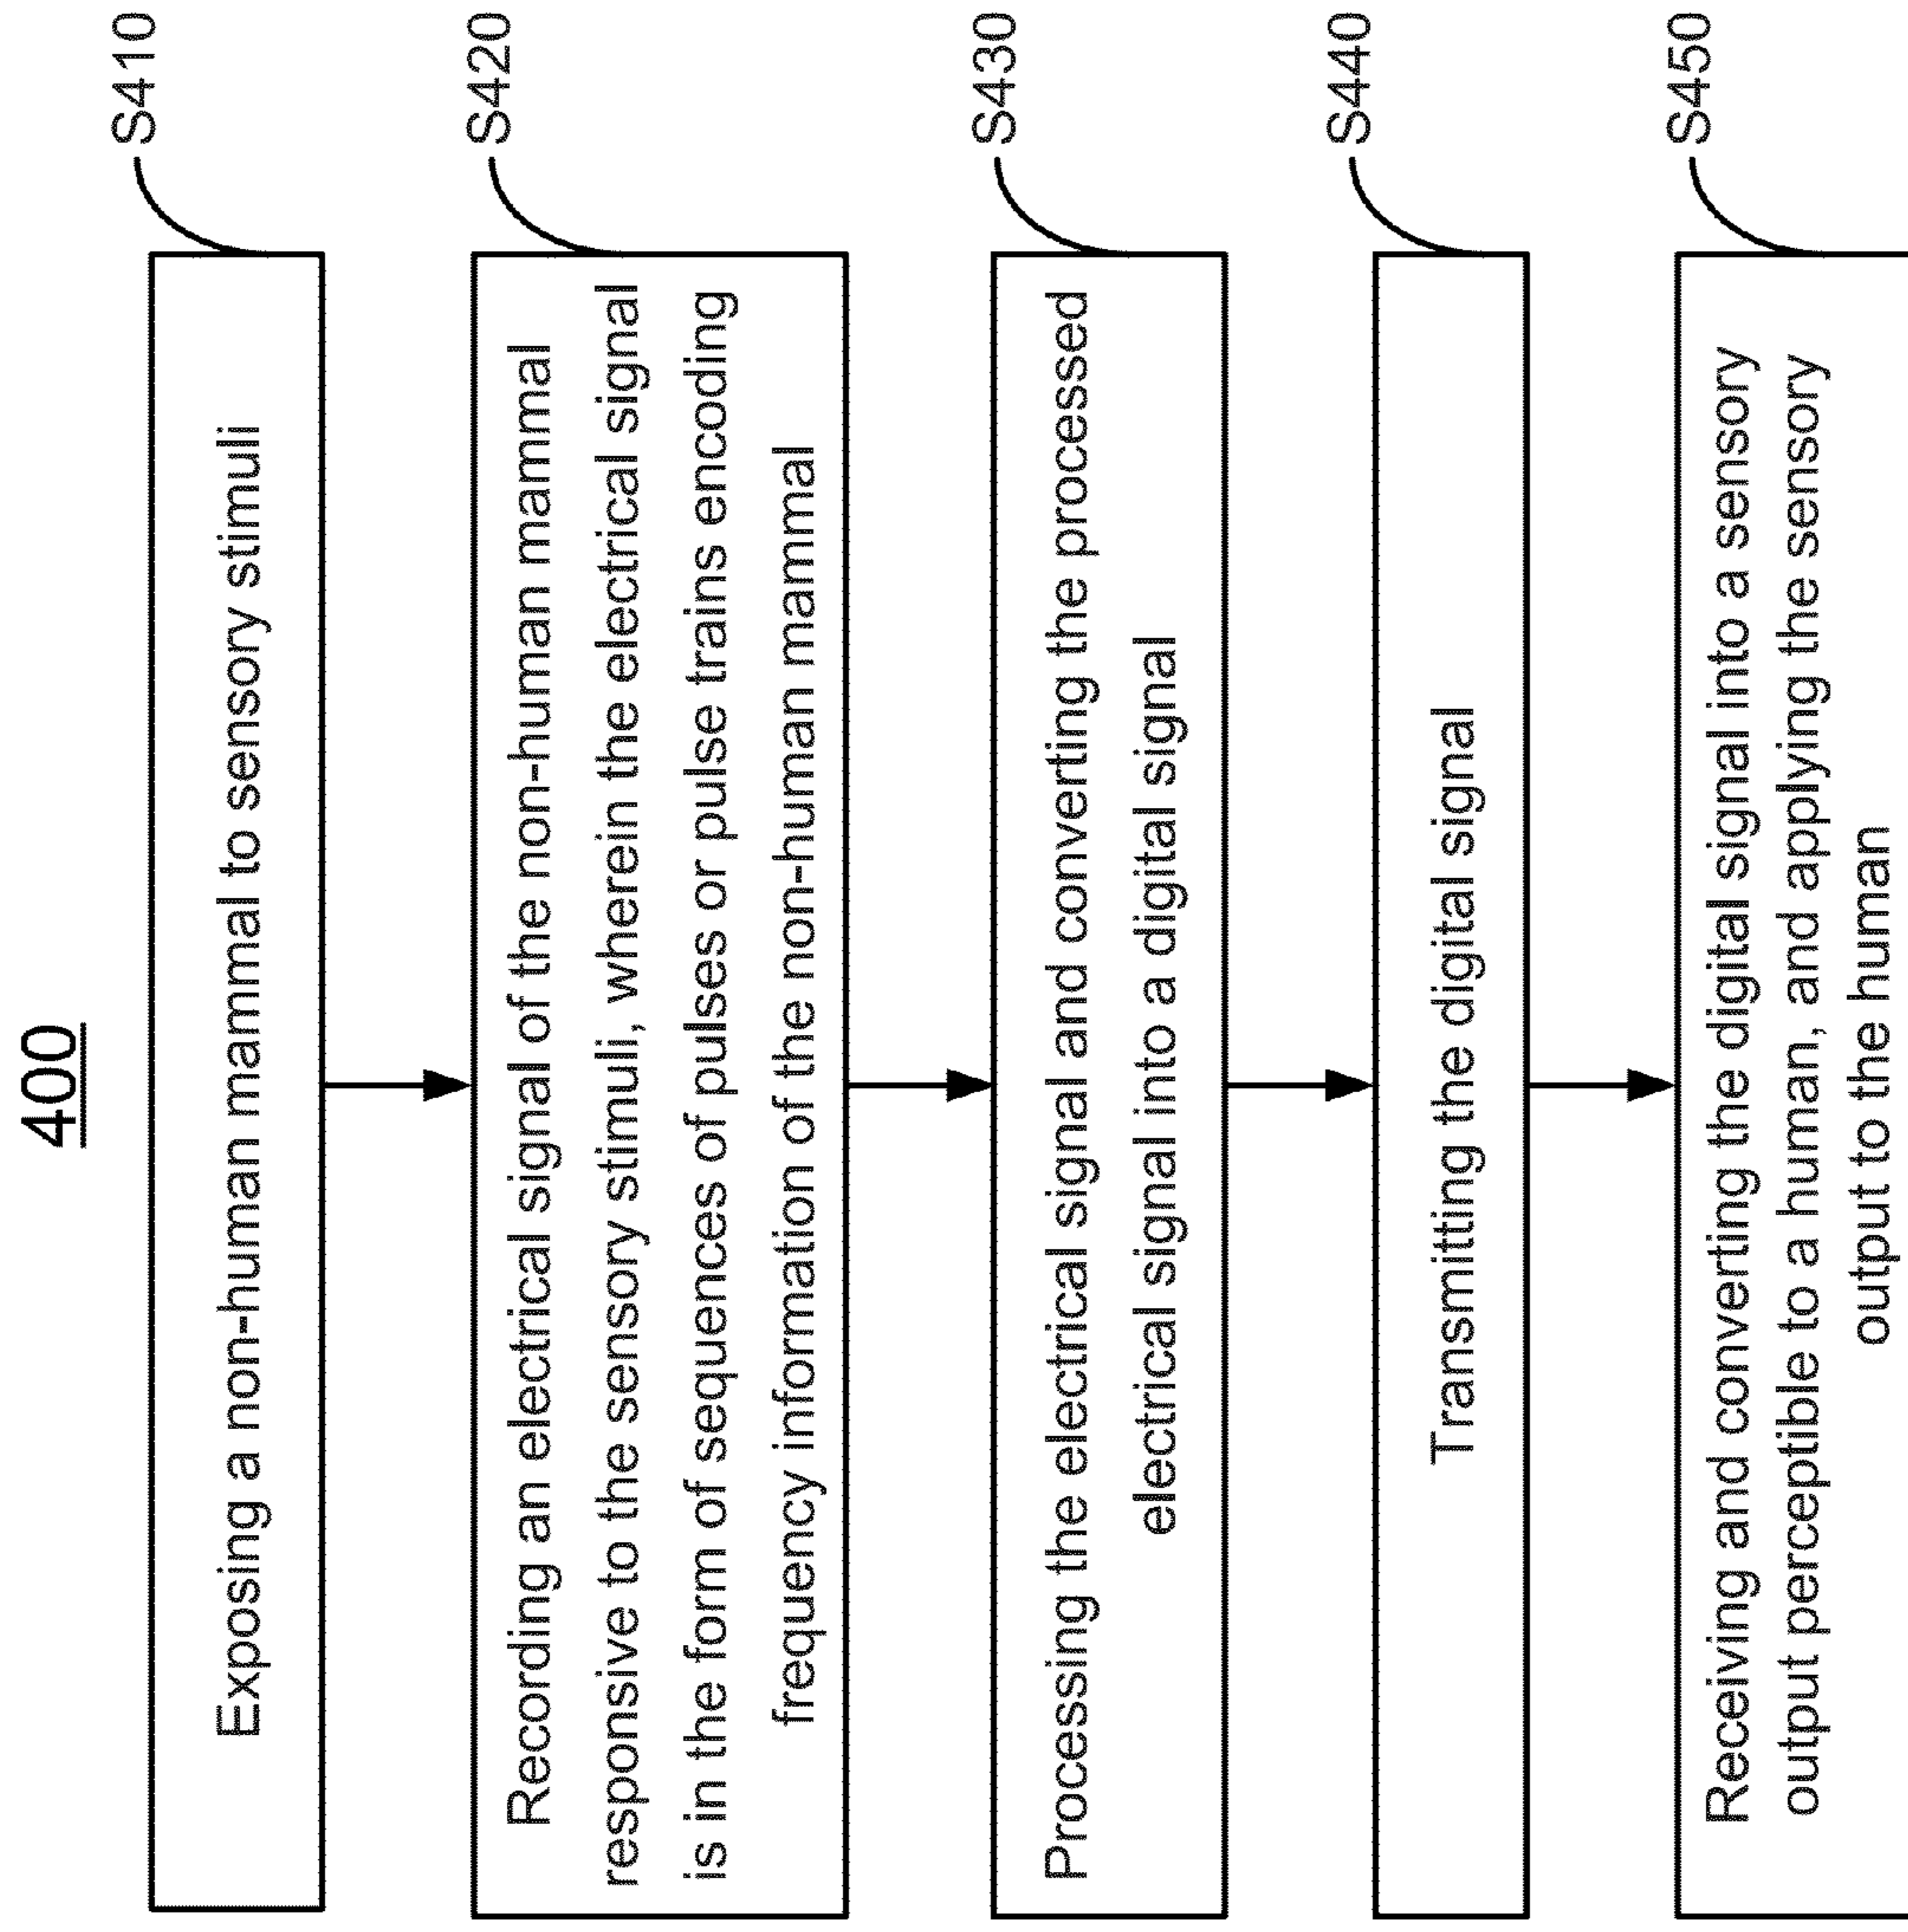 400
Exposing a non-human mammal to sensory stimuli
S410
Recording an electrical signal of the non-human mammal
responsive to the sensory stimuli, wherein the electrical signal
is in the form of sequences of pulses or pulse trains encoding
frequency information of the non-human mammal
S420
Processing the electrical signal and converting the processed
electrical signal into a digital signal
S430
Transmitting the digital signal
S440
Receiving and converting the digital signal into a sensory
output perceptible to a human, and applying the sensory
output to the human
S450